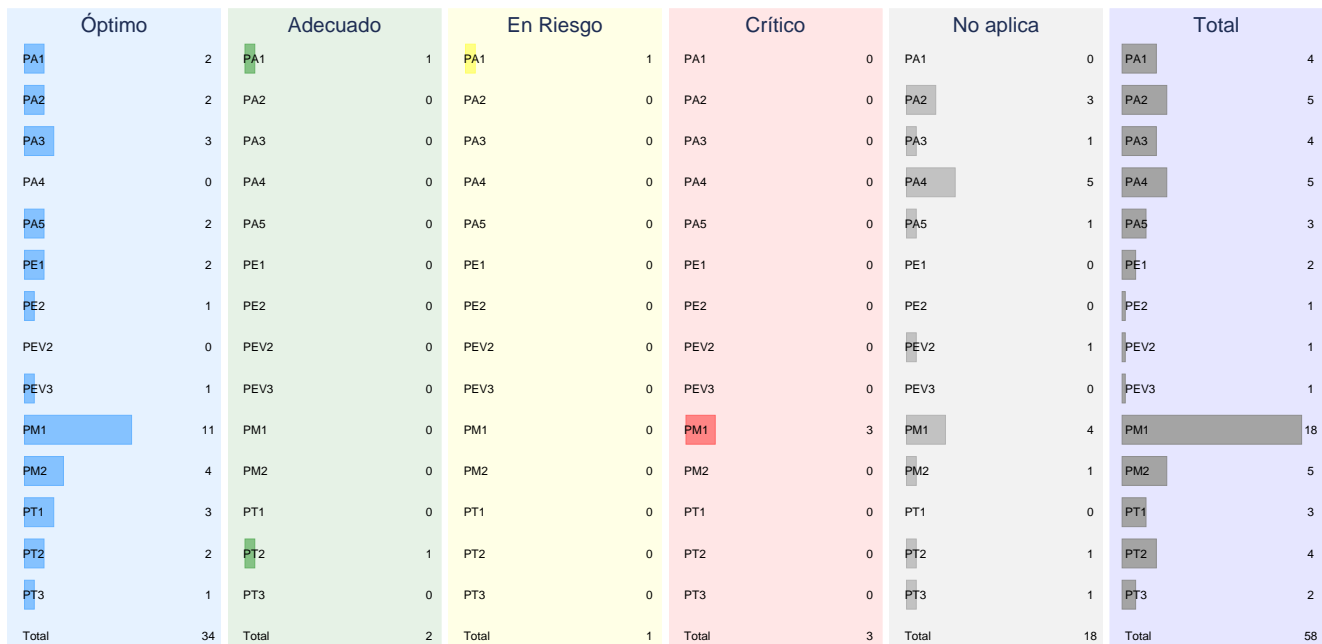 Óptimo Adecuado En Riesgo Crítico No aplica Total
PA1 2 PA1 1 PA1 1 PA1 0 PA1 0 PA1 4
PA2 2 PA2 0 PA2 0 PA2 0 PA2 3 PA2 5
PA3 3 PA3 0 PA3 0 PA3 0 PA3 1 PA3 4
PA4 0 PA4 0 PA4 0 PA4 0 PA4 5 PA4 5
PA5 2 PA5 0 PA5 0 PA5 0 PA5 1 PA5 3
PE1 2 PE1 0 PE1 0 PE1 0 PE1 0 PE1 2
PE2 1 PE2 0 PE2 0 PE2 0 PE2 0 PE2 1
PEV2 0 PEV2 0 PEV2 0 PEV2 0 PEV2 1 PEV2 1
PEV3 1 PEV3 0 PEV3 0 PEV3 0 PEV3 0 PEV3 1
PM1 11 PM1 0 PM1 0 PM1 3 PM1 4 PM1 18
PM2 4 PM2 0 PM2 0 PM2 0 PM2 1 PM2 5
PT1 3 PT1 0 PT1 0 PT1 0 PT1 0 PT1 3
PT2 2 PT2 1 PT2 0 PT2 0 PT2 1 PT2 4
PT3 1 PT3 0 PT3 0 PT3 0 PT3 1 PT3 2
Total 34 Total 2 Total 1 Total 3 Total 18 Total 58